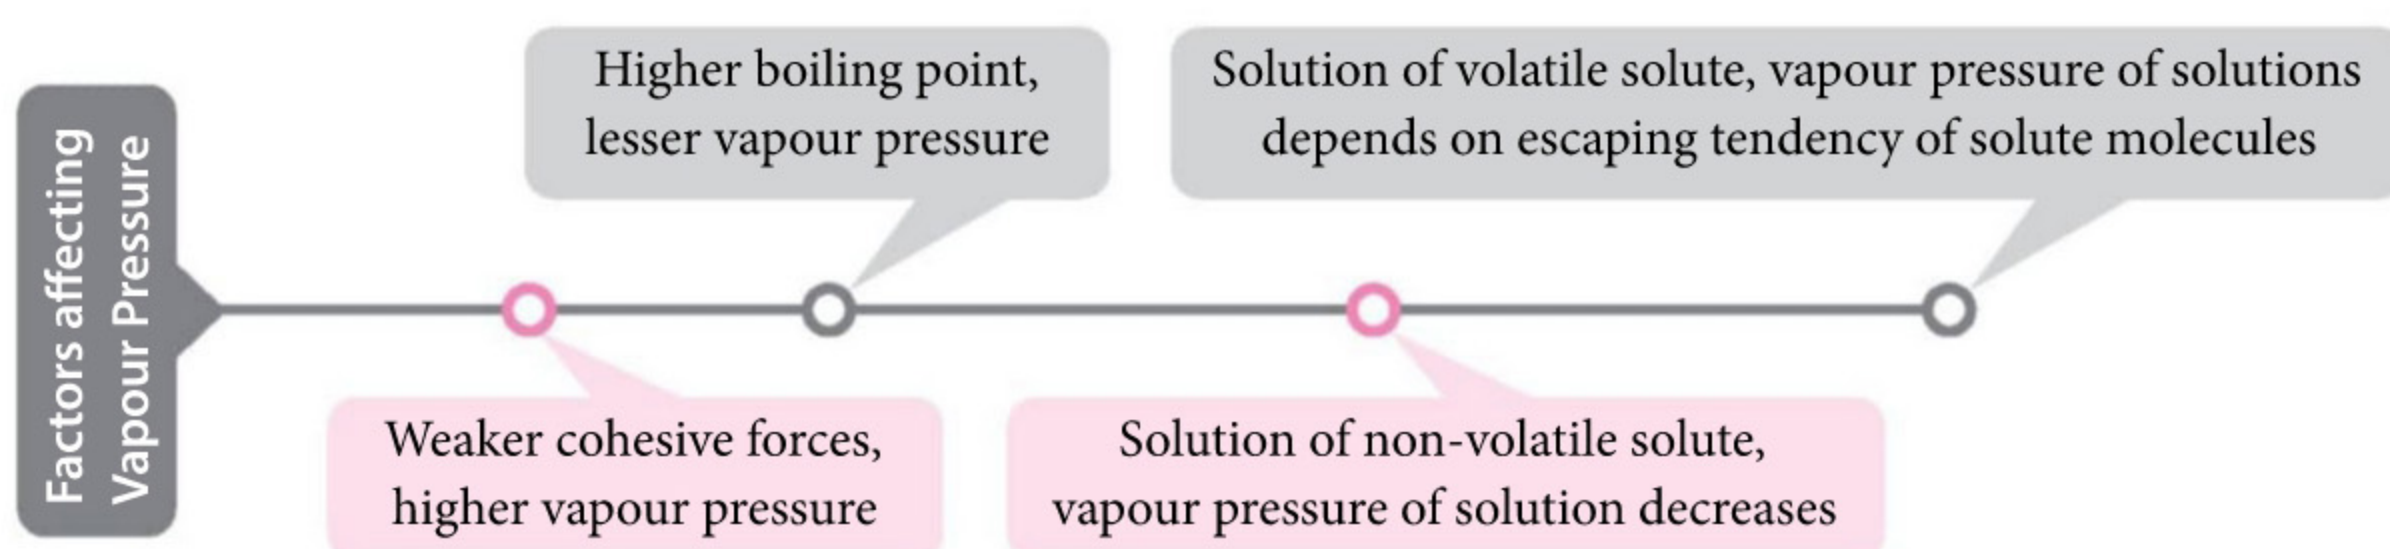 Factors affecting
Vapour Pressure
Higher boiling point,
lesser vapour pressure
Solution of volatile solute, vapour pressure of solutions
depends on escaping tendency of solute molecules
Weaker cohesive forces,
higher vapour pressure
Solution of non-volatile solute,
vapour pressure of solution decreases